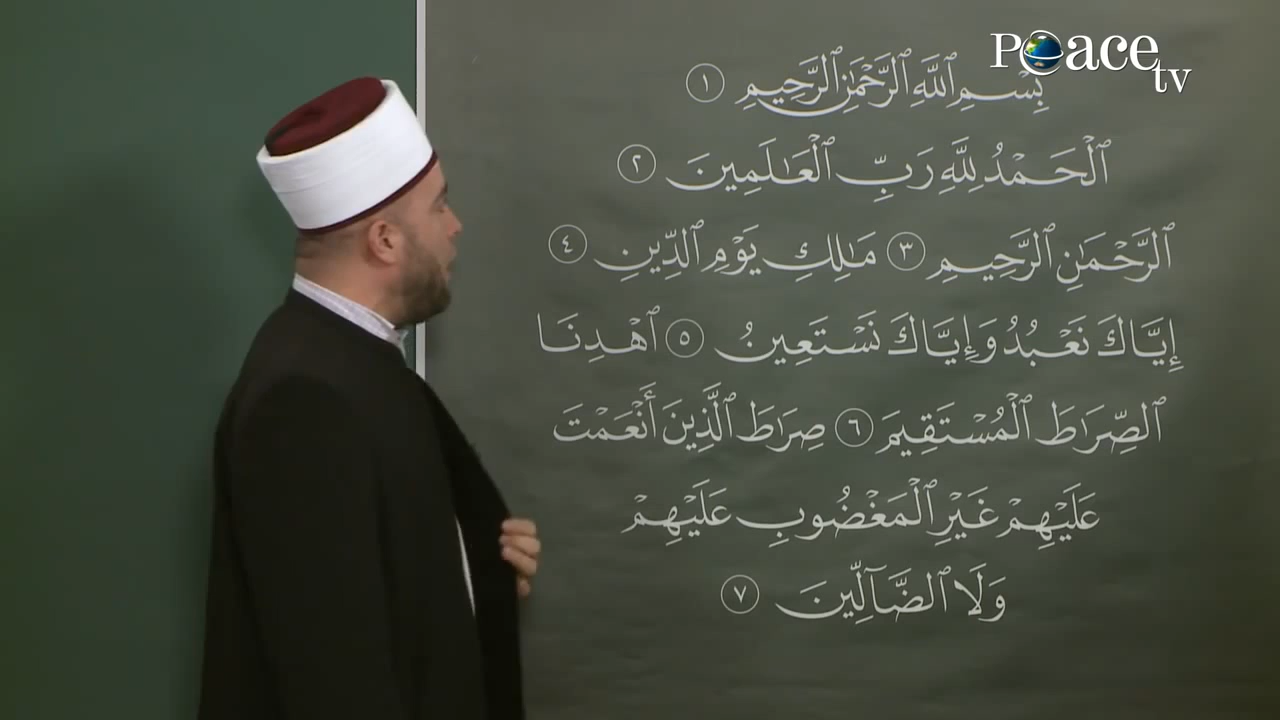 Peace tv
بِسْمِ ٱللَّهِ ٱلرَّحْمَٰنِ ٱلرَّحِيمِ ١
ٱلْحَمْدُ لِلَّهِ رَبِّ ٱلْعَٰلَمِينَ ٢
ٱلرَّحْمَٰنِ ٱلرَّحِيمِ ٣ مَٰلِكِ يَوْمِ ٱلدِّينِ ٤
إِيَّاكَ نَعْبُدُ وَإِيَّاكَ نَسْتَعِينُ ٥ ٱهْدِنَا
ٱلصِّرَٰطَ ٱلْمُسْتَقِيمَ ٦ صِرَٰطَ ٱلَّذِينَ أَنْعَمْتَ
عَلَيْهِمْ غَيْرِ ٱلْمَغْضُوبِ عَلَيْهِمْ
وَلَا ٱلضَّآلِّينَ ٧